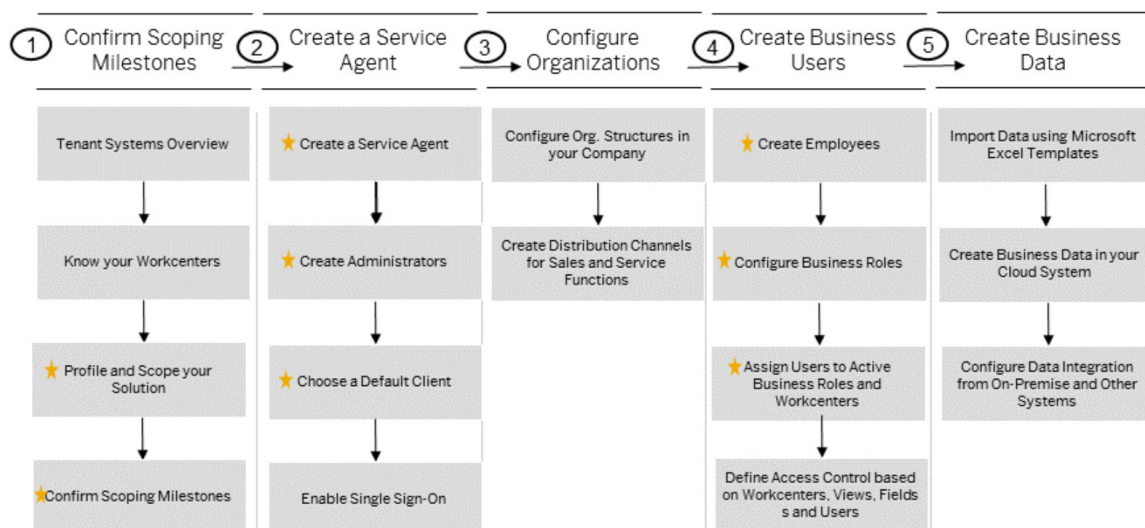 1
Confirm Scoping
Milestones
2
Create a Service
Agent
3
Configure
Organizations
4
Create Business
Users
5
Create Business
Data
Tenant Systems Overview
Know your Workcenters
Profile and Scope your
Solution
Confirm Scoping Milestones
Create a Service Agent
Create Administrators
Choose a Default Client
Enable Single Sign-On
Configure Org. Structures in
your Company
Create Distribution Channels
for Sales and Service
Functions
Create Employees
Configure Business Roles
Assign Users to Active
Business Roles and
Workcenters
Define Access Control based
on Workcenters, Views, Field
s and Users
Import Data using Microsoft
Excel Templates
Create Business Data in your
Cloud System
Configure Data Integration
from On-Premise and Other
Systems